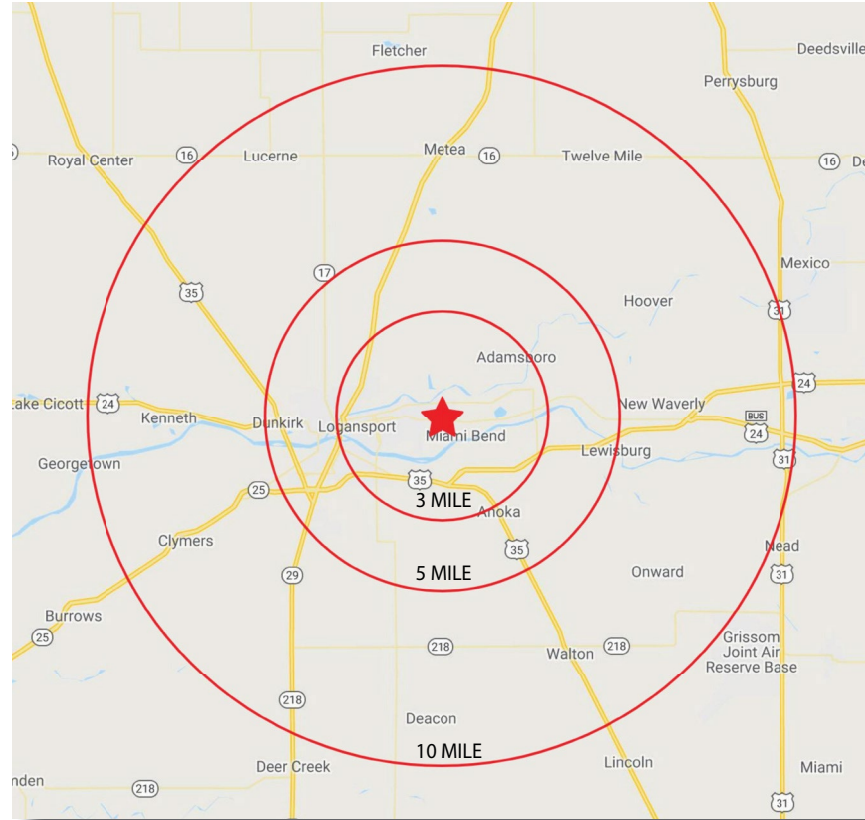 Fletcher
Deedsville
Perrysburg
Metea
16
Royal Center
16
Lucerne
16
Twelve Mile
16
De
17
Mexico
35
Hoover
31
Adamsboro
24
ake Cicott
24
Kenneth
Dunkirk
Logansport
New Waverly
BUS
24
Miami Bend
Lewisburg
Georgetown
31
25
35
3 MILE
Anoka
Clymers
35
Nead
29
5 MILE
Onward
31
Burrows
25
218
Walton
218
Grissom
Joint Air
Reserve Base
218
Deacon
10 MILE
Deer Creek
Lincoln
Miami
nden
218
31